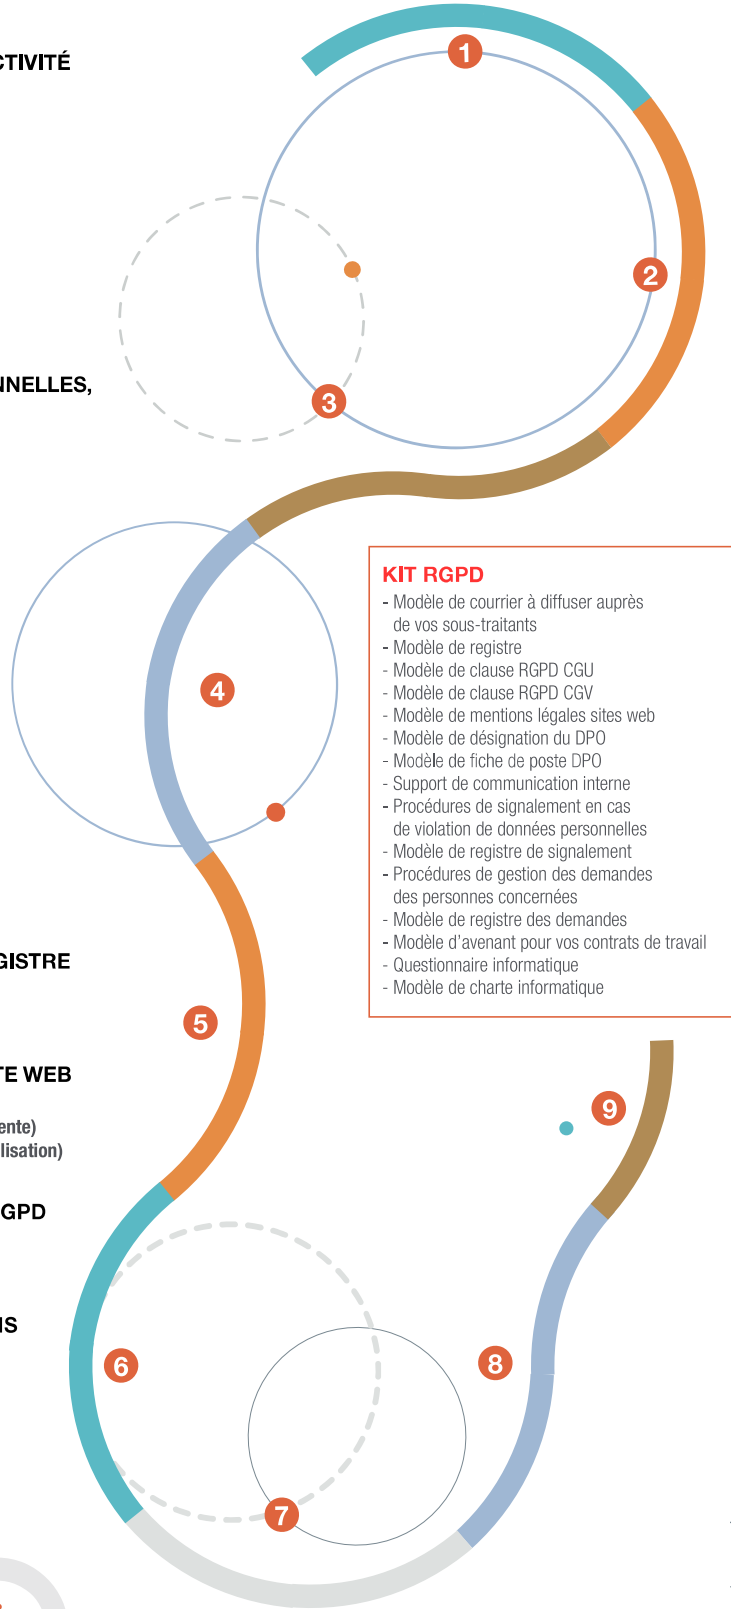 CTIVITÉ
1
2
NNELLES,
3
KIT RGPD
- Modèle de courrier à diffuser auprès
de vos sous-traitants
- Modèle de registre
- Modèle de clause RGPD CGU
- Modèle de clause RGPD CGV
- Modèle de mentions légales sites web
- Modèle de désignation du DPO
- Modèle de fiche de poste DPO
- Support de communication interne
- Procédures de signalement en cas
de violation de données personnelles
- Modèle de registre de signalement
- Procédures de gestion des demandes
des personnes concernées
- Modèle de registre des demandes
- Modèle d'avenant pour vos contrats de travail
- Questionnaire informatique
- Modèle de charte informatique
4
GISTRE
5
TE WEB
9
ente)
lisation)
GPD
NS
6
8
7